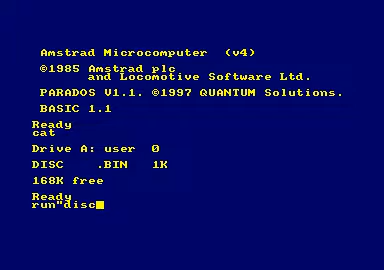 Amstrad Microcomputer  (v4)
©1985 Amstrad plc
and Locomotive Software Ltd.
PARADOS V1.1. ©1997 QUANTUM Solutions.
BASIC 1.1
Ready
cat
Drive A: user  0
DISC    .BIN   1K
168K free
Ready
run"disc